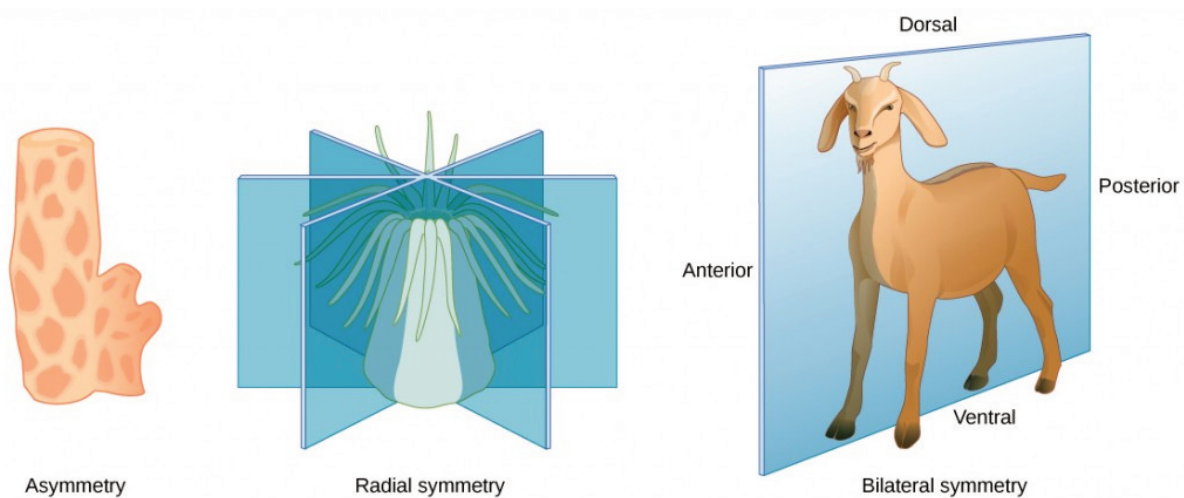 Dorsal
Posterior
Anterior
Ventral
Asymmetry
Radial symmetry
Bilateral symmetry